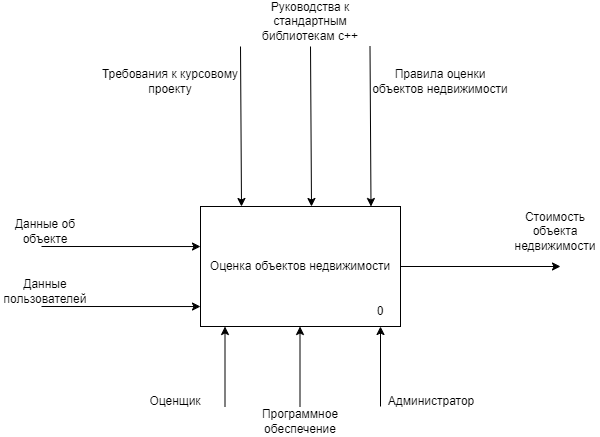 Руководства к
стандартным
библиотекам с++
Требования к курсовому
проекту
Правила оценки
объектов недвижимости
Данные об
объекте
Данные
пользователей
Оценка объектов недвижимости
0
Стоимость
объекта
недвижимости
Оценщик
Программное
обеспечение
Администратор